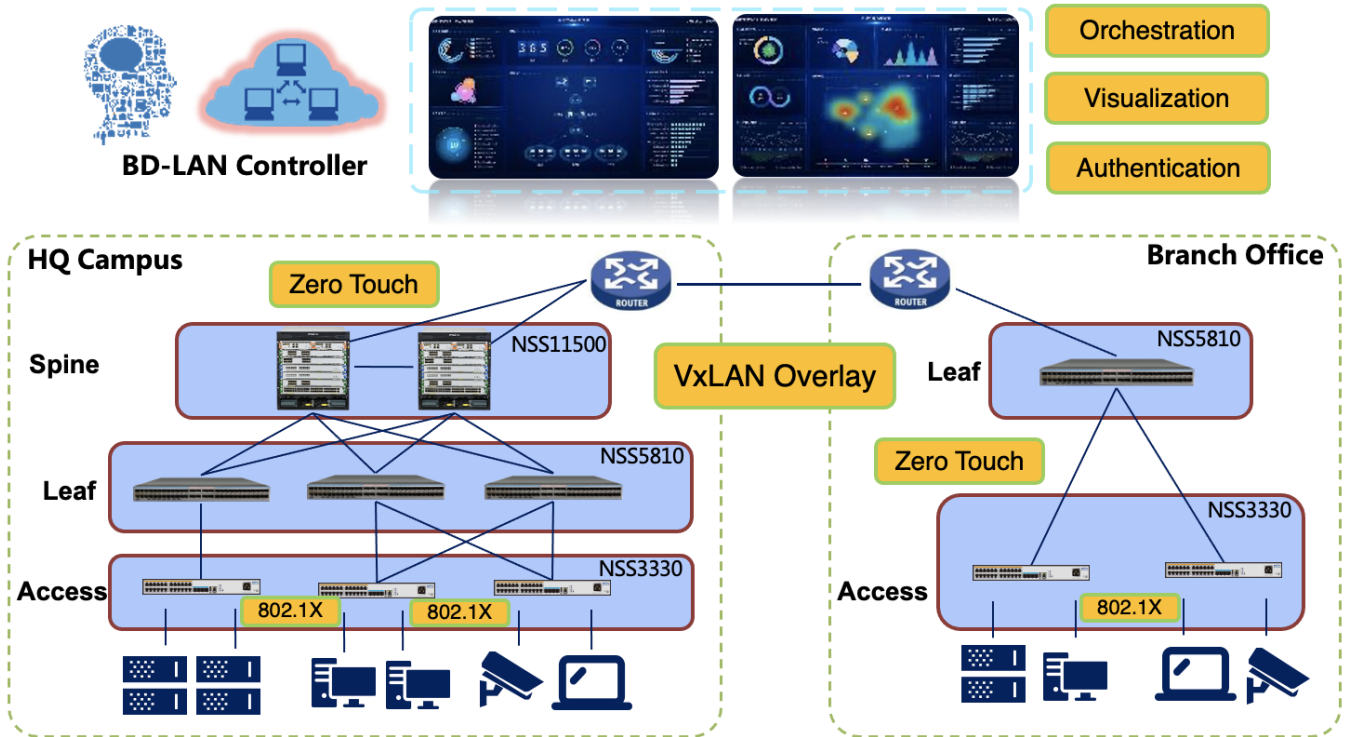 BD-LAN Controller
365
Orchestration
Visualization
Authentication
HQ Campus
Zero Touch
ROUTER
ROUTER
Branch Office
Spine
NSS11500
VxLAN Overlay
Leaf
NSS5810
Leaf
NSS5810
Zero Touch
Access
NSS3330
802.1X
802.1X
Access
NSS3330
802.1X